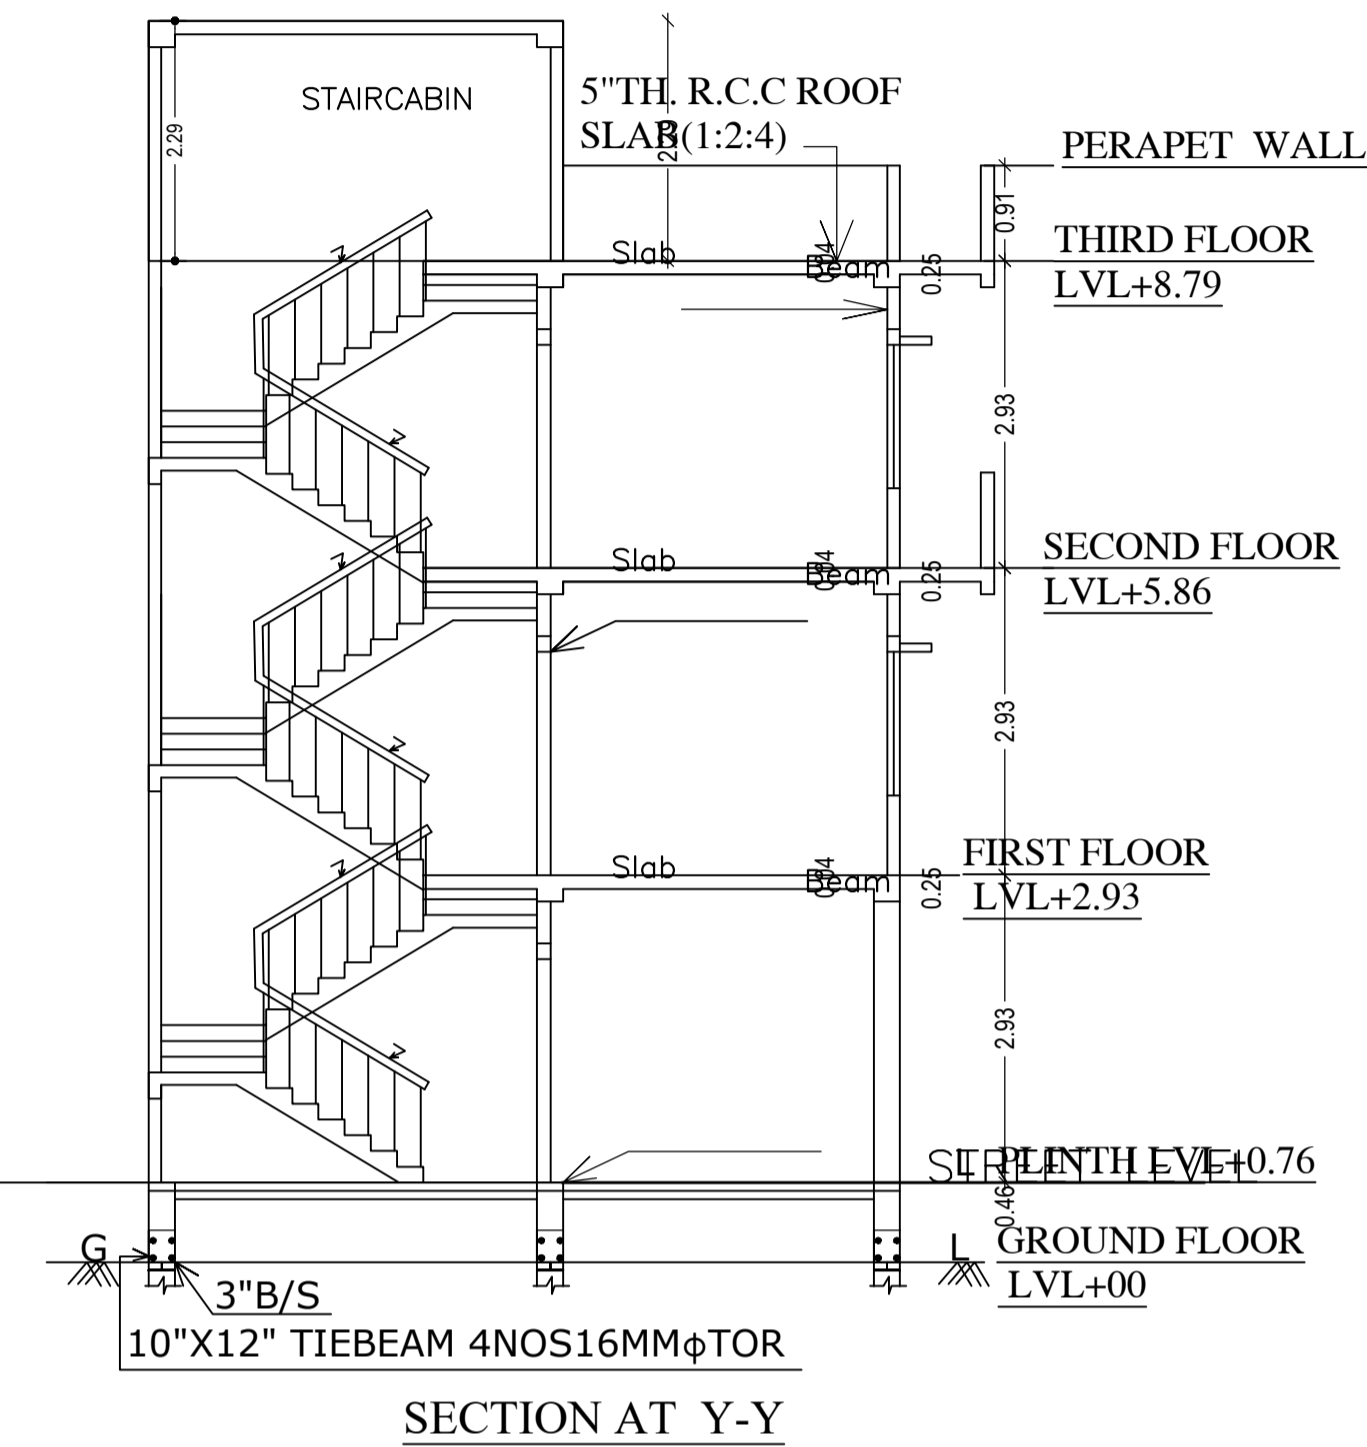 STAIRCABIN
5"TH. R.C.C ROOF
SLAB(1:2:4)
2.29
PERAPET WALL
0.91
THIRD FLOOR
LVL+8.79
Slab
Beam
0.25
2.93
SECOND FLOOR
LVL+5.86
Slab
Beam
0.25
2.93
FIRST FLOOR
LVL+2.93
Slab
Beam
0.25
2.93
STREET LEVEL
PLINTH LVL+0.76
0.46
G
L
GROUND FLOOR
LVL+00
3"B/S
10"X12" TIEBEAM 4NOS16MMϕTOR
SECTION AT Y-Y